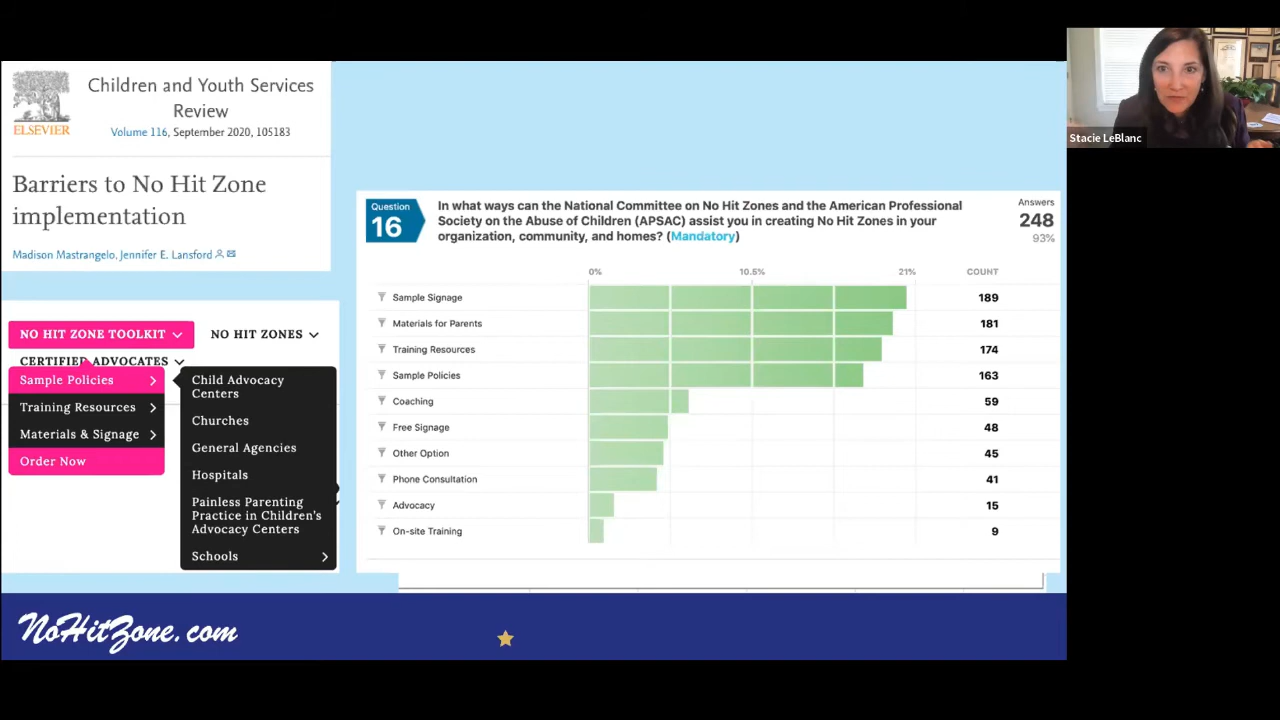 ELSEVIER
Children and Youth Services
Review
Volume 116, September 2020, 105183
Barriers to No Hit Zone
implementation
Madison Mastrangelo, Jennifer E. Lansford
NO HIT ZONE TOOLKIT
NO HIT ZONES
CERTIFIED ADVOCATES
Sample Policies
Training Resources
Materials & Signage
Order Now
Child Advocacy
Centers
Churches
General Agencies
Hospitals
Painless Parenting
Practice in Children's
Advocacy Centers
Schools
Question
16
In what ways can the National Committee on No Hit Zones and the American Professional
Society on the Abuse of Children (APSAC) assist you in creating No Hit Zones in your
organization, community, and homes? (Mandatory)
Answers
248
93%
0% 10.5% 21% COUNT
Sample Signage 189
Materials for Parents 181
Training Resources 174
Sample Policies 163
Coaching 59
Free Signage 48
Other Option 45
Phone Consultation 41
Advocacy 15
On-site Training 9
NoHitZone.com
Stacie LeBlanc